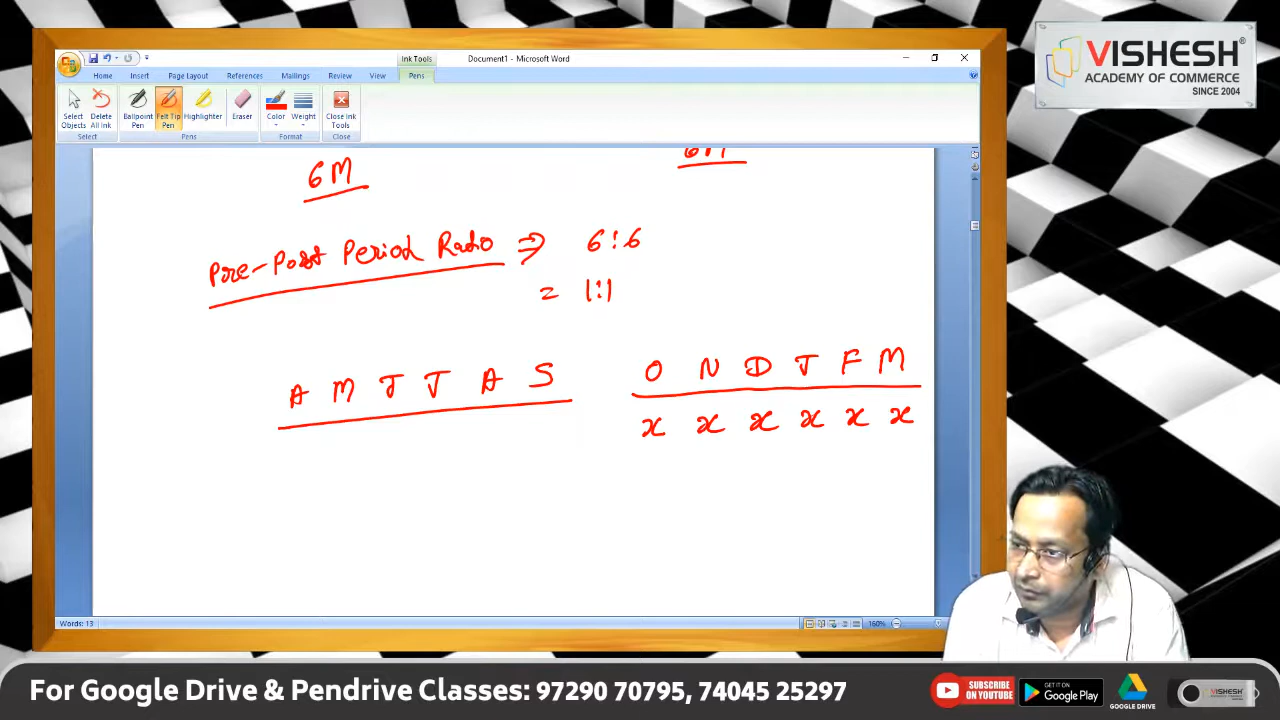 Ink Tools
Document1 - Microsoft Word
Home Insert Page Layout References Mailings Review View Pens
Select Objects
Delete All Ink
Ballpoint Pen
Felt Tip Pen
Highlighter
Eraser
Color
Weight
Close Ink Tools
Select
Pens
Format
Close
VISHESH®
ACADEMY OF COMMERCE
SINCE 2004
6M
6M
Pre-Post Period Ratio ⇒ 6:6
= 1:1
A M J J A S O N D J F M
x x x x x x
Words: 13
160%
For Google Drive & Pendrive Classes: 97290 70795, 74045 25297
SUBSCRIBE ON YOUTUBE
GET IT ON Google Play
GOOGLE DRIVE
VISHESH